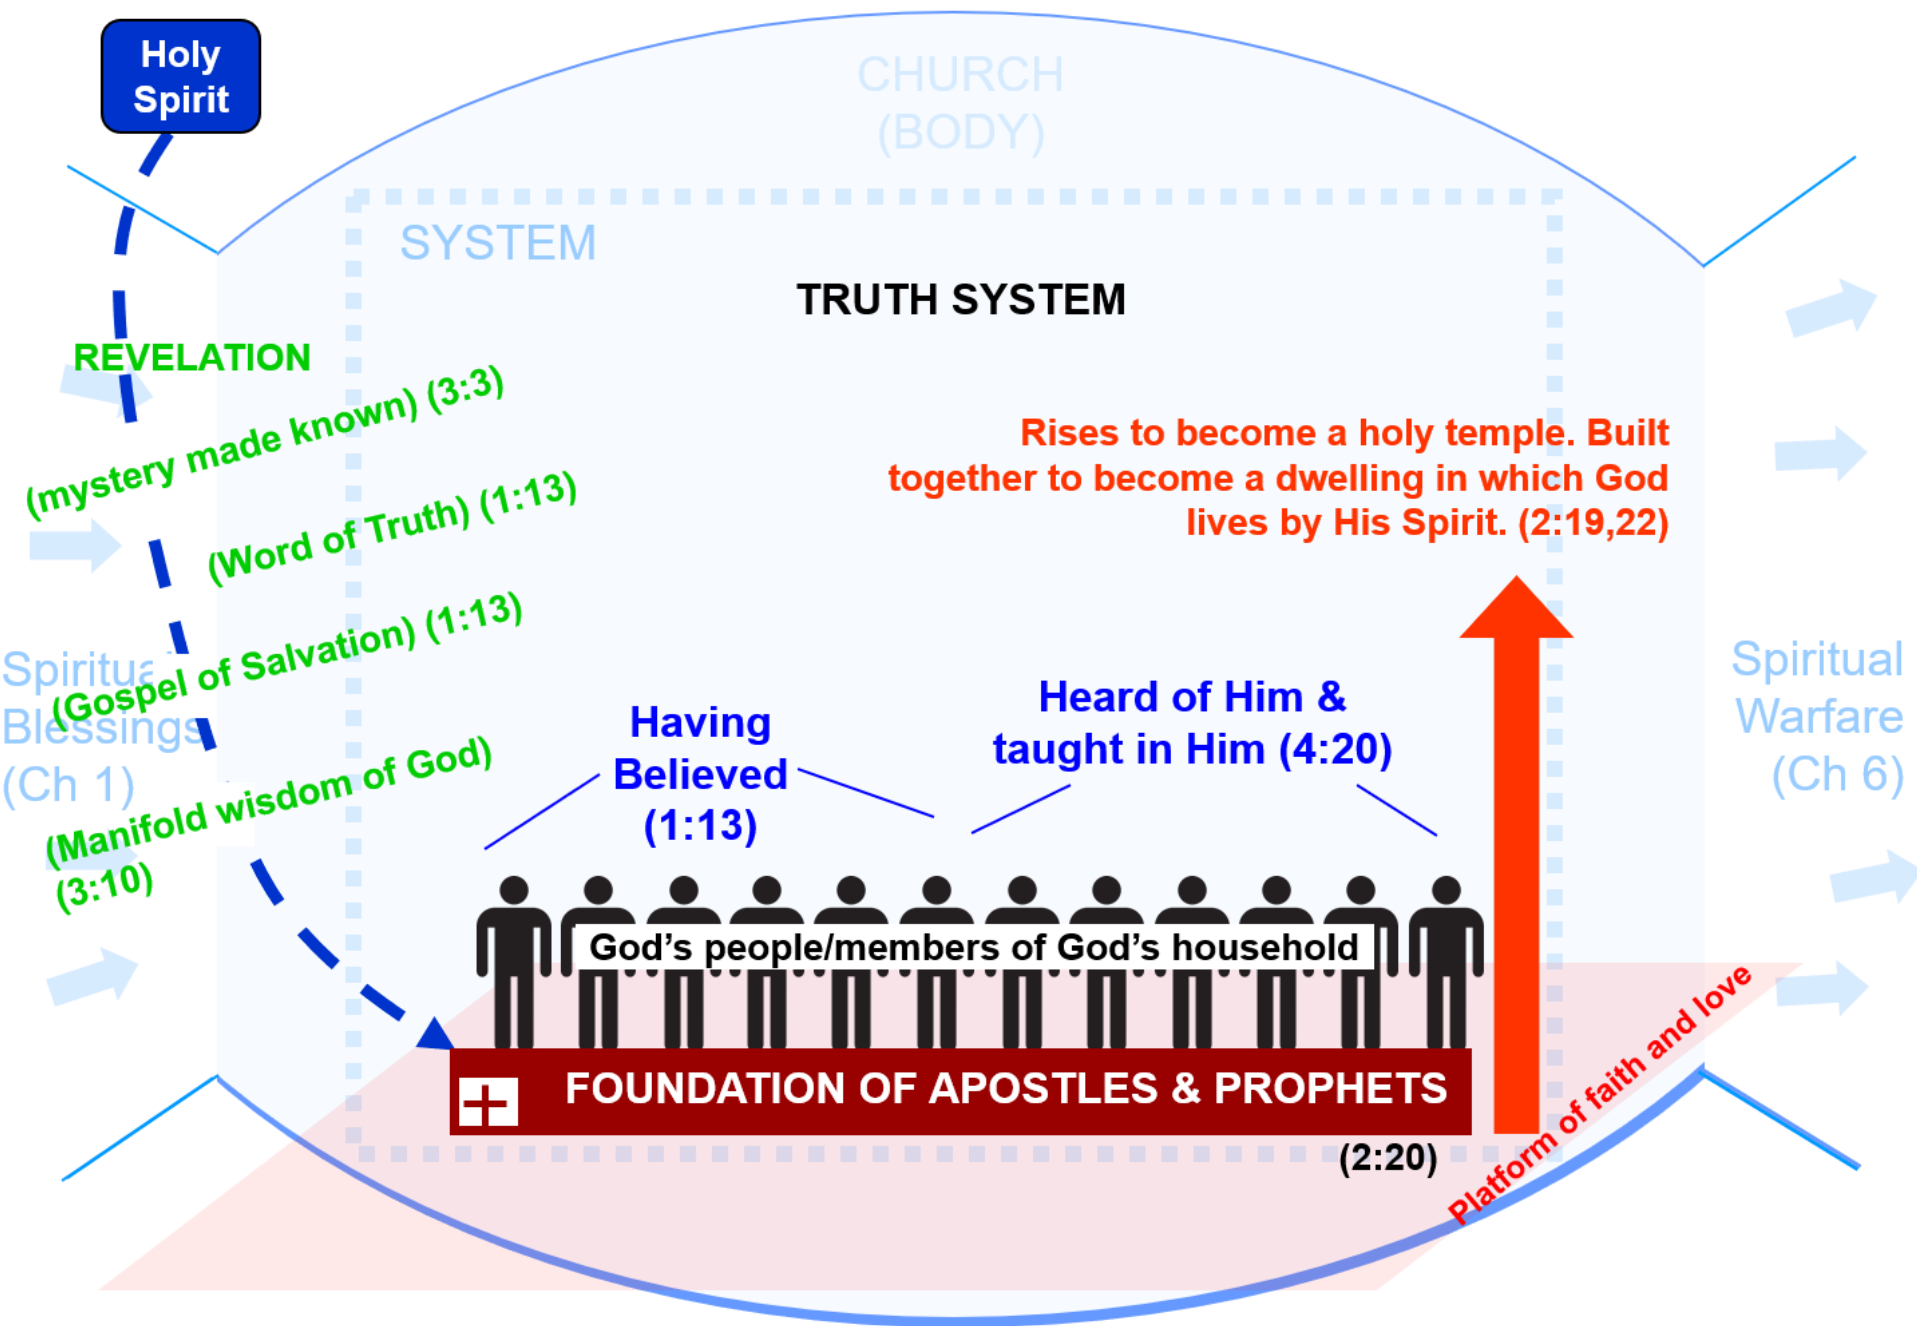 Holy
Spirit
CHURCH
(BODY)
SYSTEM
TRUTH SYSTEM
REVELATION
(mystery made known) (3:3)
(Word of Truth) (1:13)
(Gospel of Salvation) (1:13)
(Manifold wisdom of God)
(3:10)
Spiritual
Blessings
(Ch 1)
Rises to become a holy temple. Built
together to become a dwelling in which God
lives by His Spirit. (2:19,22)
Having
Believed
(1:13)
Heard of Him &
taught in Him (4:20)
Spiritual
Warfare
(Ch 6)
God's people/members of God's household
FOUNDATION OF APOSTLES & PROPHETS
(2:20)
Platform of faith and love